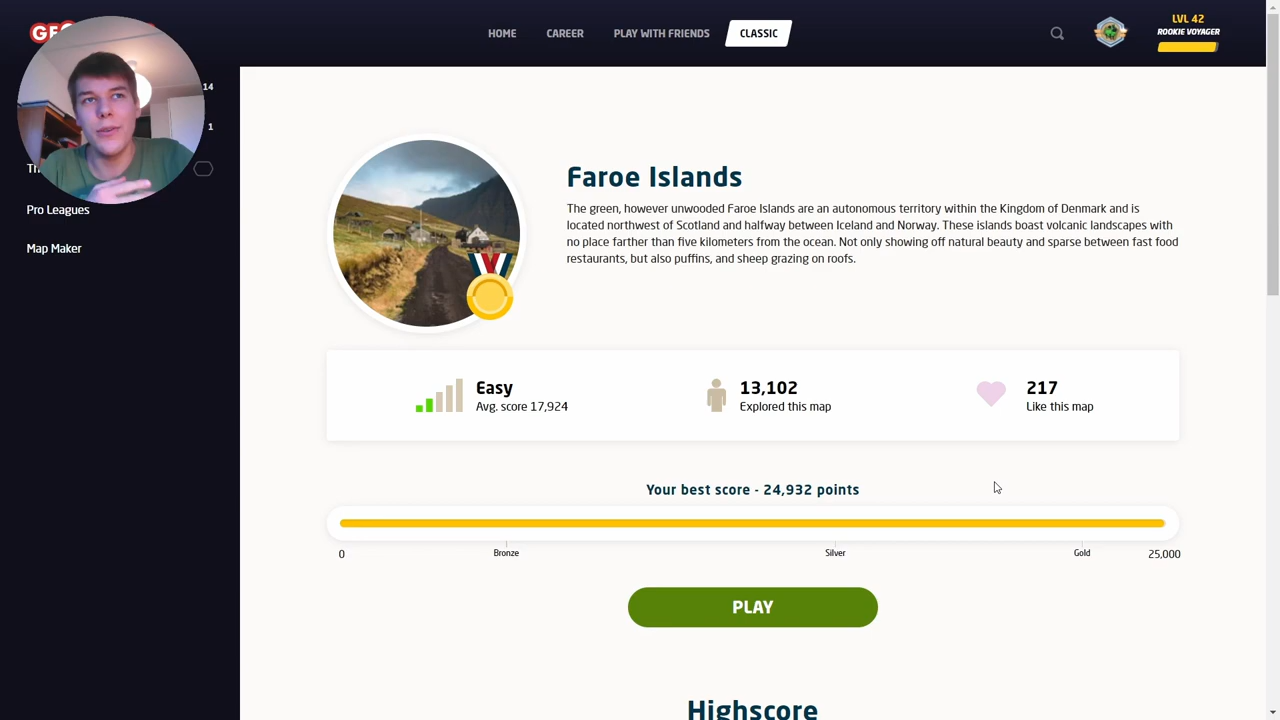 GE
HOME
CAREER
PLAY WITH FRIENDS
CLASSIC
LVL 42
ROOKIE VOYAGER
14
1
Pro Leagues
Map Maker
Faroe Islands
The green, however unwooded Faroe Islands are an autonomous territory within the Kingdom of Denmark and is
located northwest of Scotland and halfway between Iceland and Norway. These islands boast volcanic landscapes with
no place farther than five kilometers from the ocean. Not only showing off natural beauty and sparse between fast food
restaurants, but also puffins, and sheep grazing on roofs.
Easy
Avg. score 17,924
13,102
Explored this map
217
Like this map
Your best score - 24,932 points
0
Bronze
Silver
Gold
25,000
PLAY
Highscore